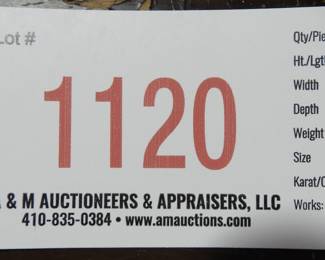 Lot #
1120
A & M AUCTIONEERS & APPRAISERS, LLC
410-835-0384 • www.amauctions.com
Qty/Pie
Ht./Lgt
Width
Depth
Weight
Size
Karat/C
Works: